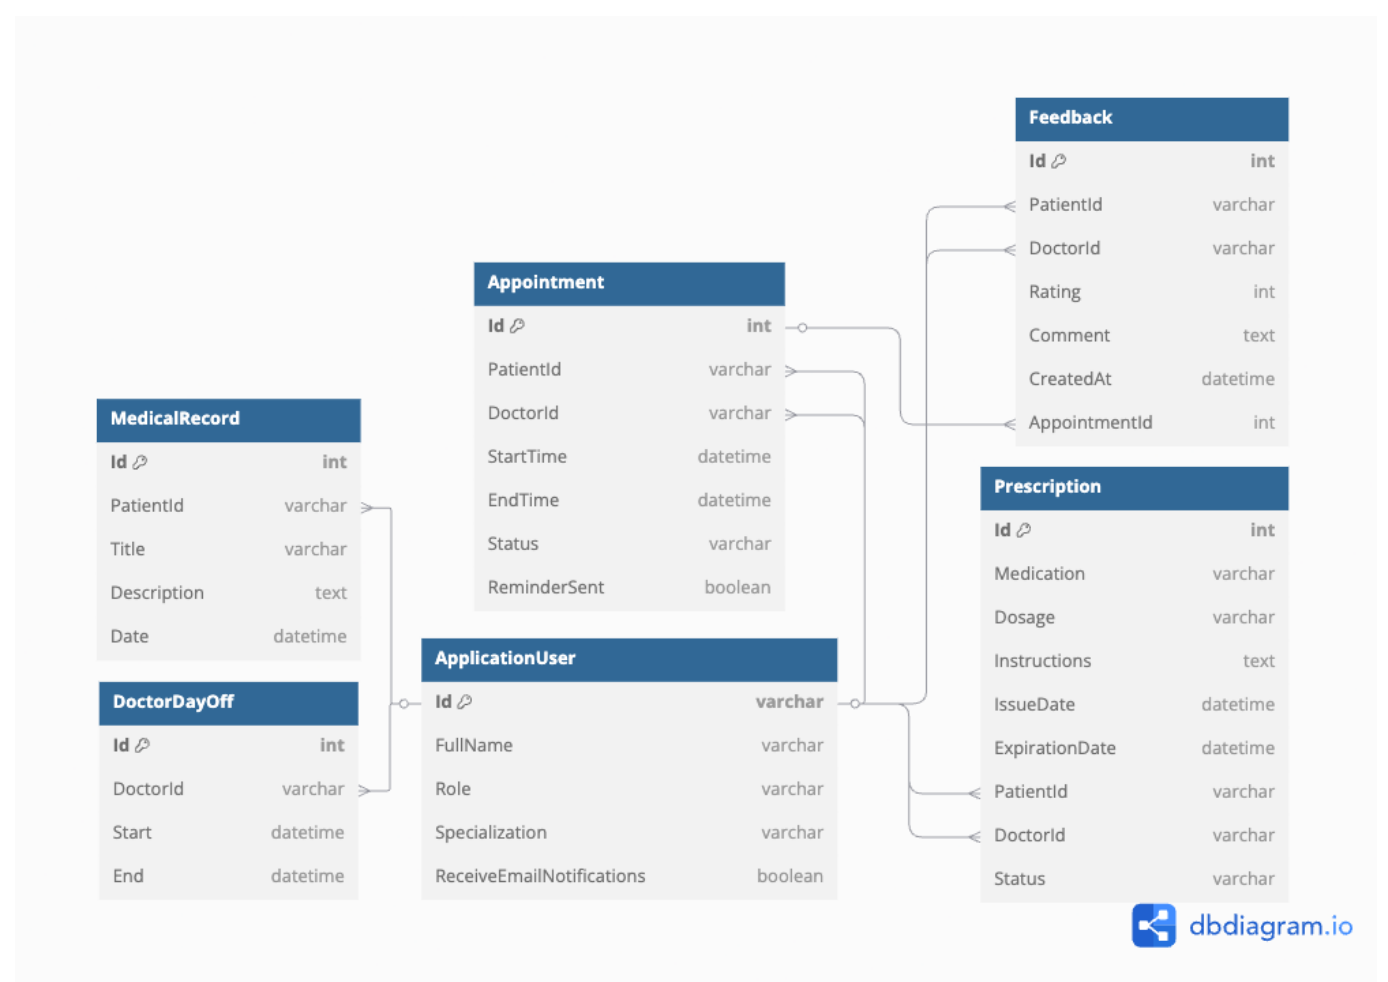 Feedback
Id int
PatientId varchar
DoctorId varchar
Rating int
Comment text
CreatedAt datetime
AppointmentId int
Appointment
Id int
PatientId varchar
DoctorId varchar
StartTime datetime
EndTime datetime
Status varchar
ReminderSent boolean
MedicalRecord
Id int
PatientId varchar
Title varchar
Description text
Date datetime
Prescription
Id int
Medication varchar
Dosage varchar
Instructions text
IssueDate datetime
ExpirationDate datetime
PatientId varchar
DoctorId varchar
Status varchar
ApplicationUser
Id varchar
FullName varchar
Role varchar
Specialization varchar
ReceiveEmailNotifications boolean
DoctorDayOff
Id int
DoctorId varchar
Start datetime
End datetime
dbdiagram.io